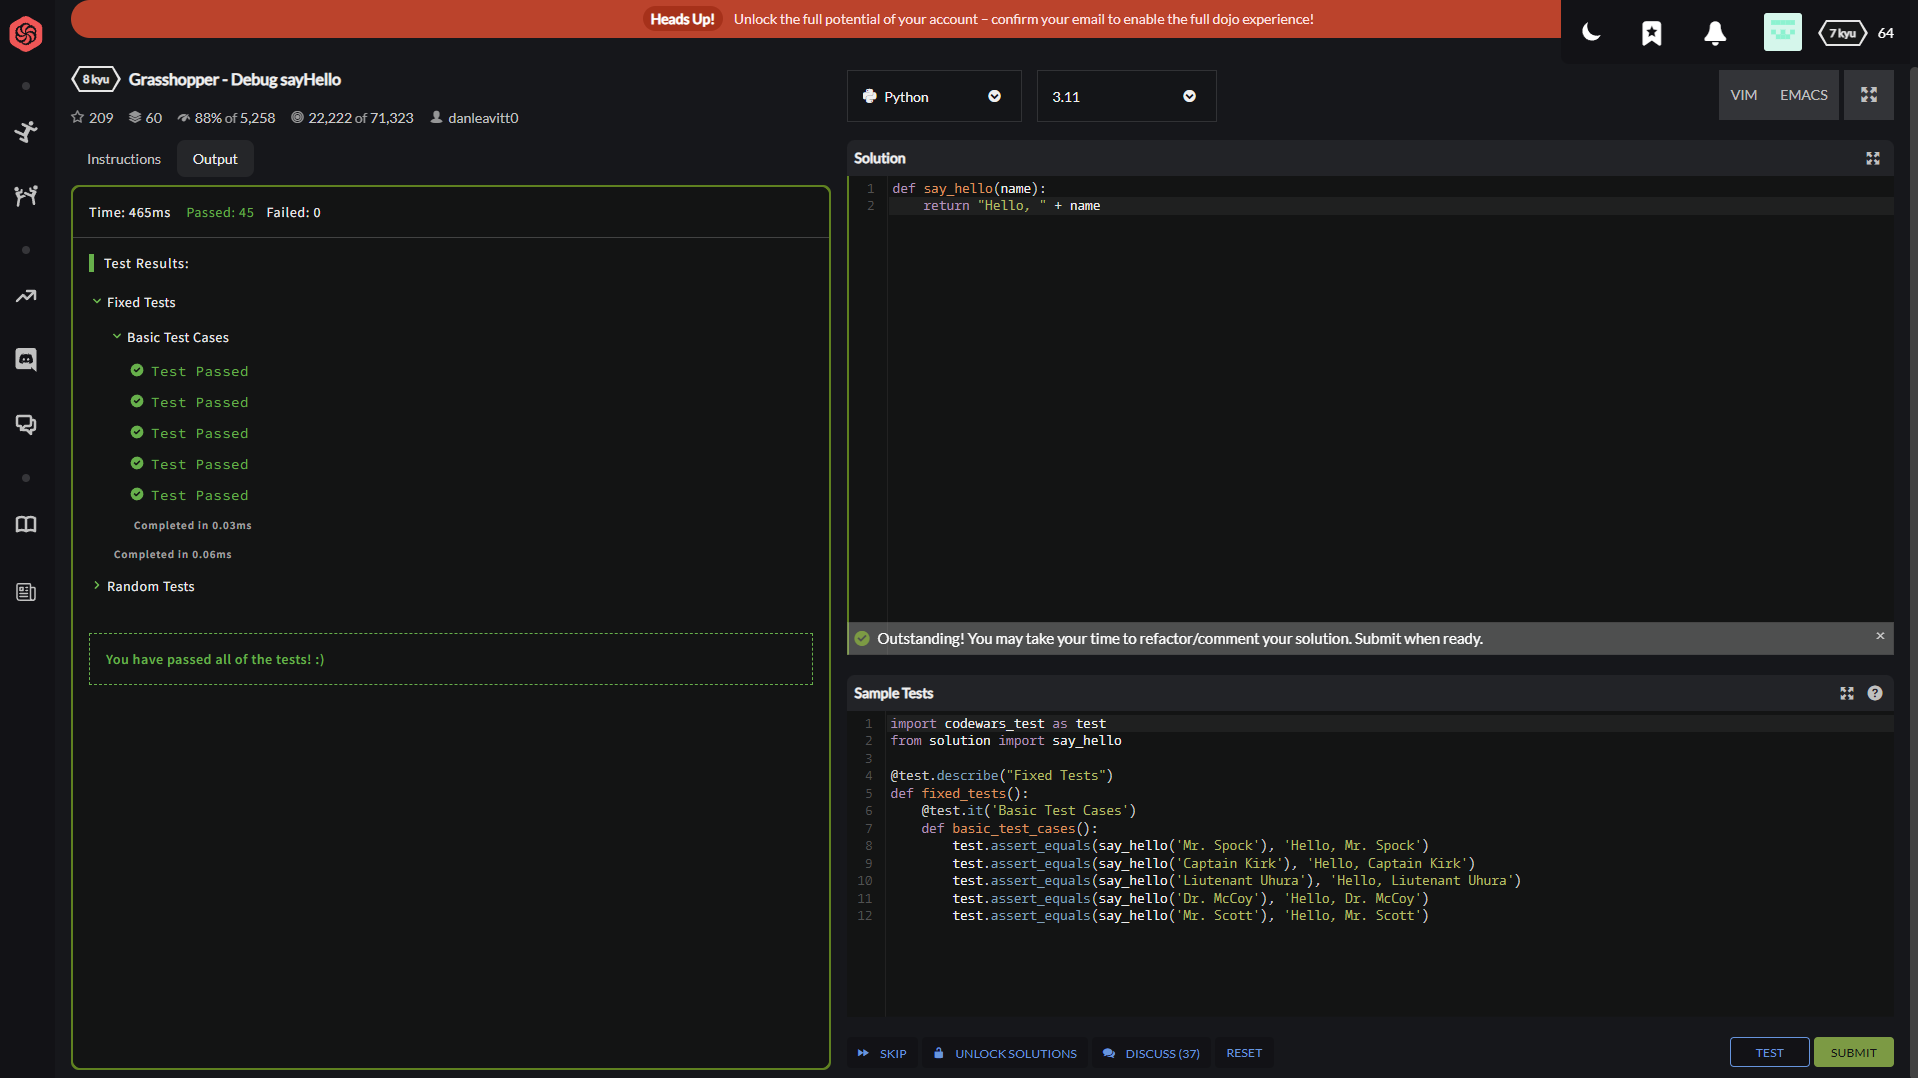 Heads Up! Unlock the full potential of your account – confirm your email to enable the full dojo experience!
7 kyu 64
8 kyu Grasshopper - Debug sayHello
209 60 88% of 5,258 22,222 of 71,323 danleavitt0
Instructions Output
Time: 465ms Passed: 45 Failed: 0
Test Results:
Fixed Tests
Basic Test Cases
Test Passed
Test Passed
Test Passed
Test Passed
Test Passed
Completed in 0.03ms
Completed in 0.06ms
Random Tests
You have passed all of the tests! :)
Python 3.11 VIM EMACS
Solution
1 def say_hello(name):
2     return "Hello, " + name
Outstanding! You may take your time to refactor/comment your solution. Submit when ready. ×
Sample Tests ?
1 import codewars_test as test
2 from solution import say_hello
3
4 @test.describe("Fixed Tests")
5 def fixed_tests():
6     @test.it('Basic Test Cases')
7     def basic_test_cases():
8         test.assert_equals(say_hello('Mr. Spock'), 'Hello, Mr. Spock')
9         test.assert_equals(say_hello('Captain Kirk'), 'Hello, Captain Kirk')
10         test.assert_equals(say_hello('Liutenant Uhura'), 'Hello, Liutenant Uhura')
11         test.assert_equals(say_hello('Dr. McCoy'), 'Hello, Dr. McCoy')
12         test.assert_equals(say_hello('Mr. Scott'), 'Hello, Mr. Scott')
SKIP UNLOCK SOLUTIONS DISCUSS (37) RESET TEST SUBMIT